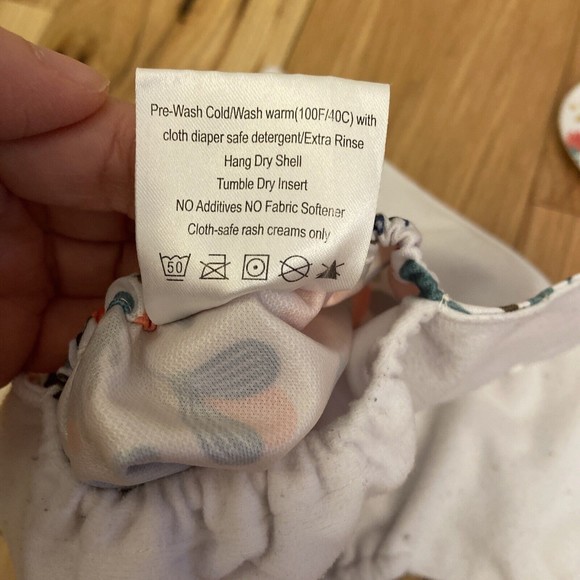 Pre-Wash Cold/Wash warm(100F/40C) with
cloth diaper safe detergent/Extra Rinse
Hang Dry Shell
Tumble Dry Insert
NO Additives NO Fabric Softener
Cloth-safe rash creams only
50